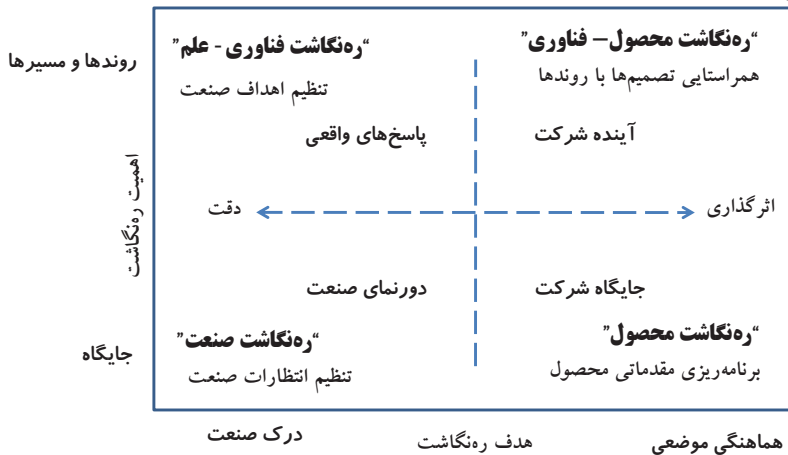 “ره‌نگاشت محصول– فناوری”
همراستایی تصمیم‌ها با روندها
“ره‌نگاشت فناوری - علم”
تنظیم اهداف صنعت
روندها و مسیرها
آینده شرکت
پاسخ‌های واقعی
اهمیت ره‌نگاشت
اثرگذاری
دقت
جایگاه شرکت
دورنمای صنعت
“ره‌نگاشت محصول”
برنامه‌ریزی مقدماتی محصول
“ره‌نگاشت صنعت”
تنظیم انتظارات صنعت
جایگاه
هماهنگی موضعی
هدف ره‌نگاشت
درک صنعت